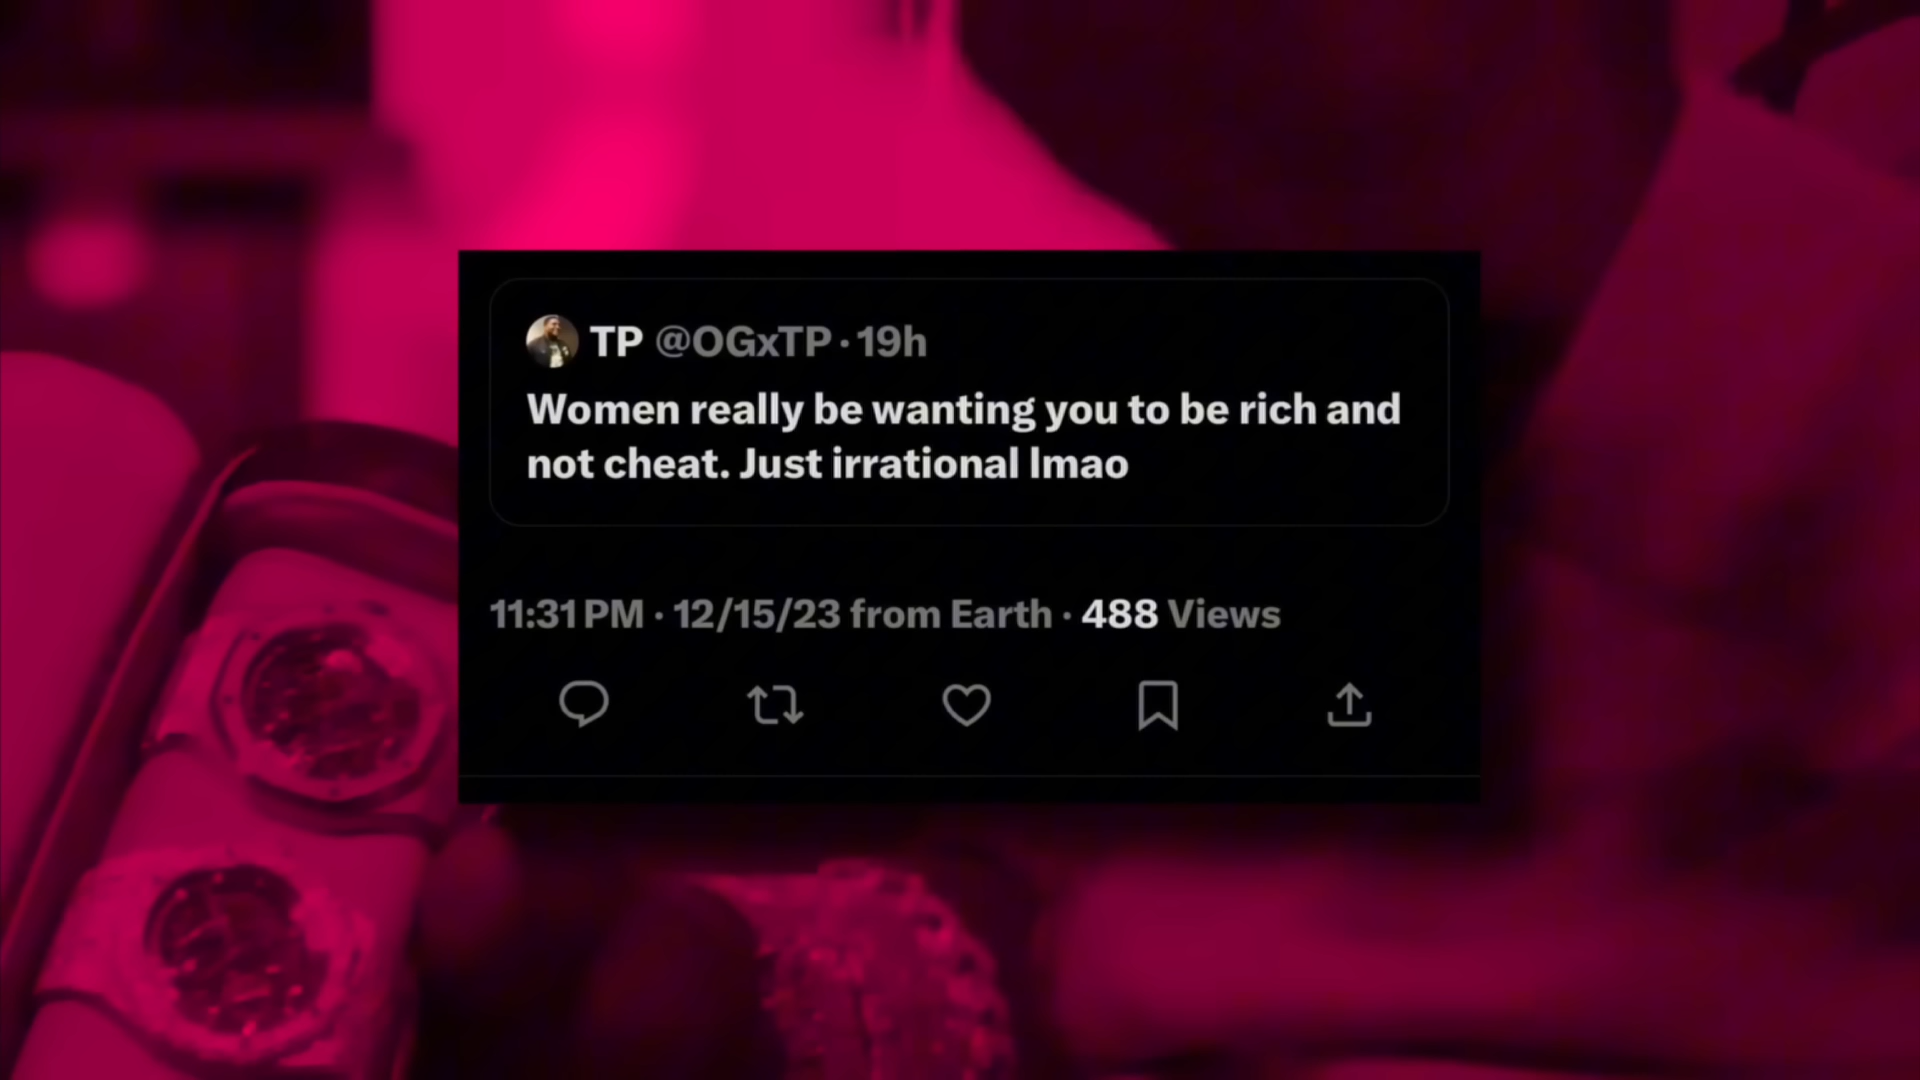 TP @OGxTP · 19h
Women really be wanting you to be rich and
not cheat. Just irrational lmao
11:31 PM · 12/15/23 from Earth · 488 Views